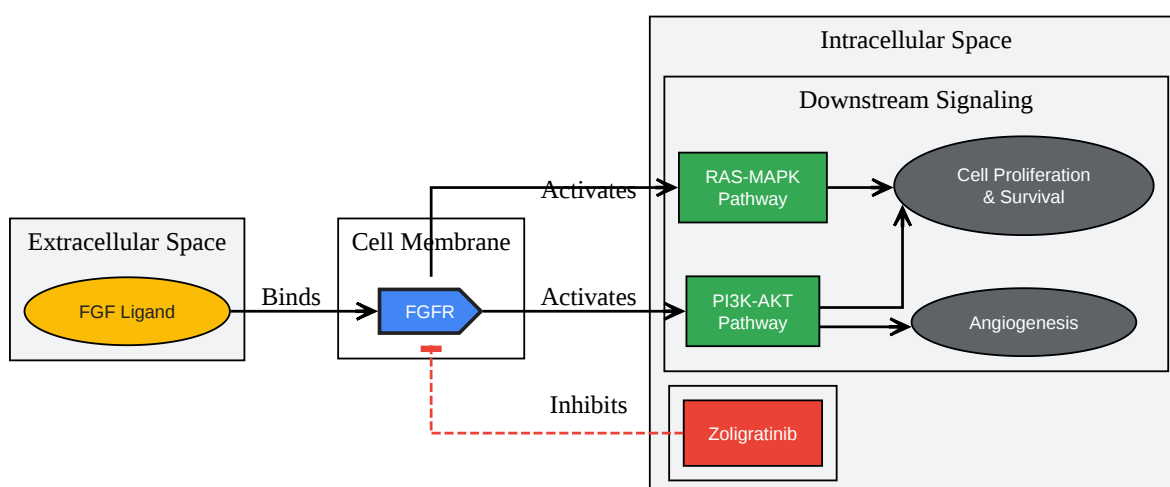 Intracellular Space
Downstream Signaling
RAS-MAPK
Pathway
Cell Proliferation
& Survival
Activates
Extracellular Space
Cell Membrane
FGF Ligand
Binds
FGFR
Activates
PI3K-AKT
Pathway
Angiogenesis
Inhibits
Zoligratinib